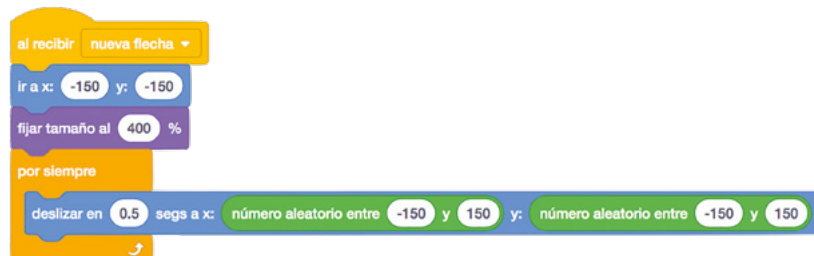 al recibir nueva flecha
ir a x: -150 y: -150
fijar tamaño al 400 %
por siempre
deslizar en 0.5 segs a x: número aleatorio entre -150 y 150 y: número aleatorio entre -150 y 150